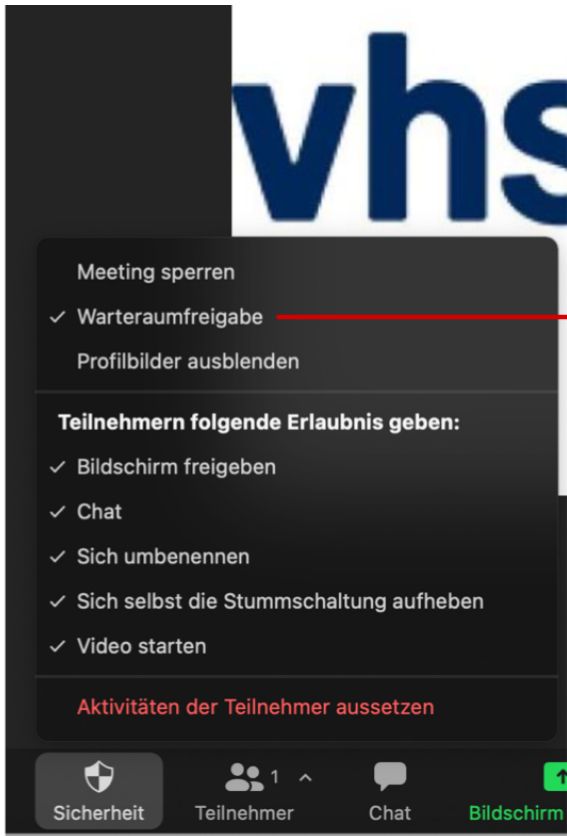 vhs
Meeting sperren
Warteraumfreigabe
Profilbilder ausblenden
Teilnehmern folgende Erlaubnis geben:
Bildschirm freigeben
Chat
Sich umbenennen
Sich selbst die Stummschaltung aufheben
Video starten
Aktivitäten der Teilnehmer aussetzen
1
Sicherheit Teilnehmer Chat Bildschirm